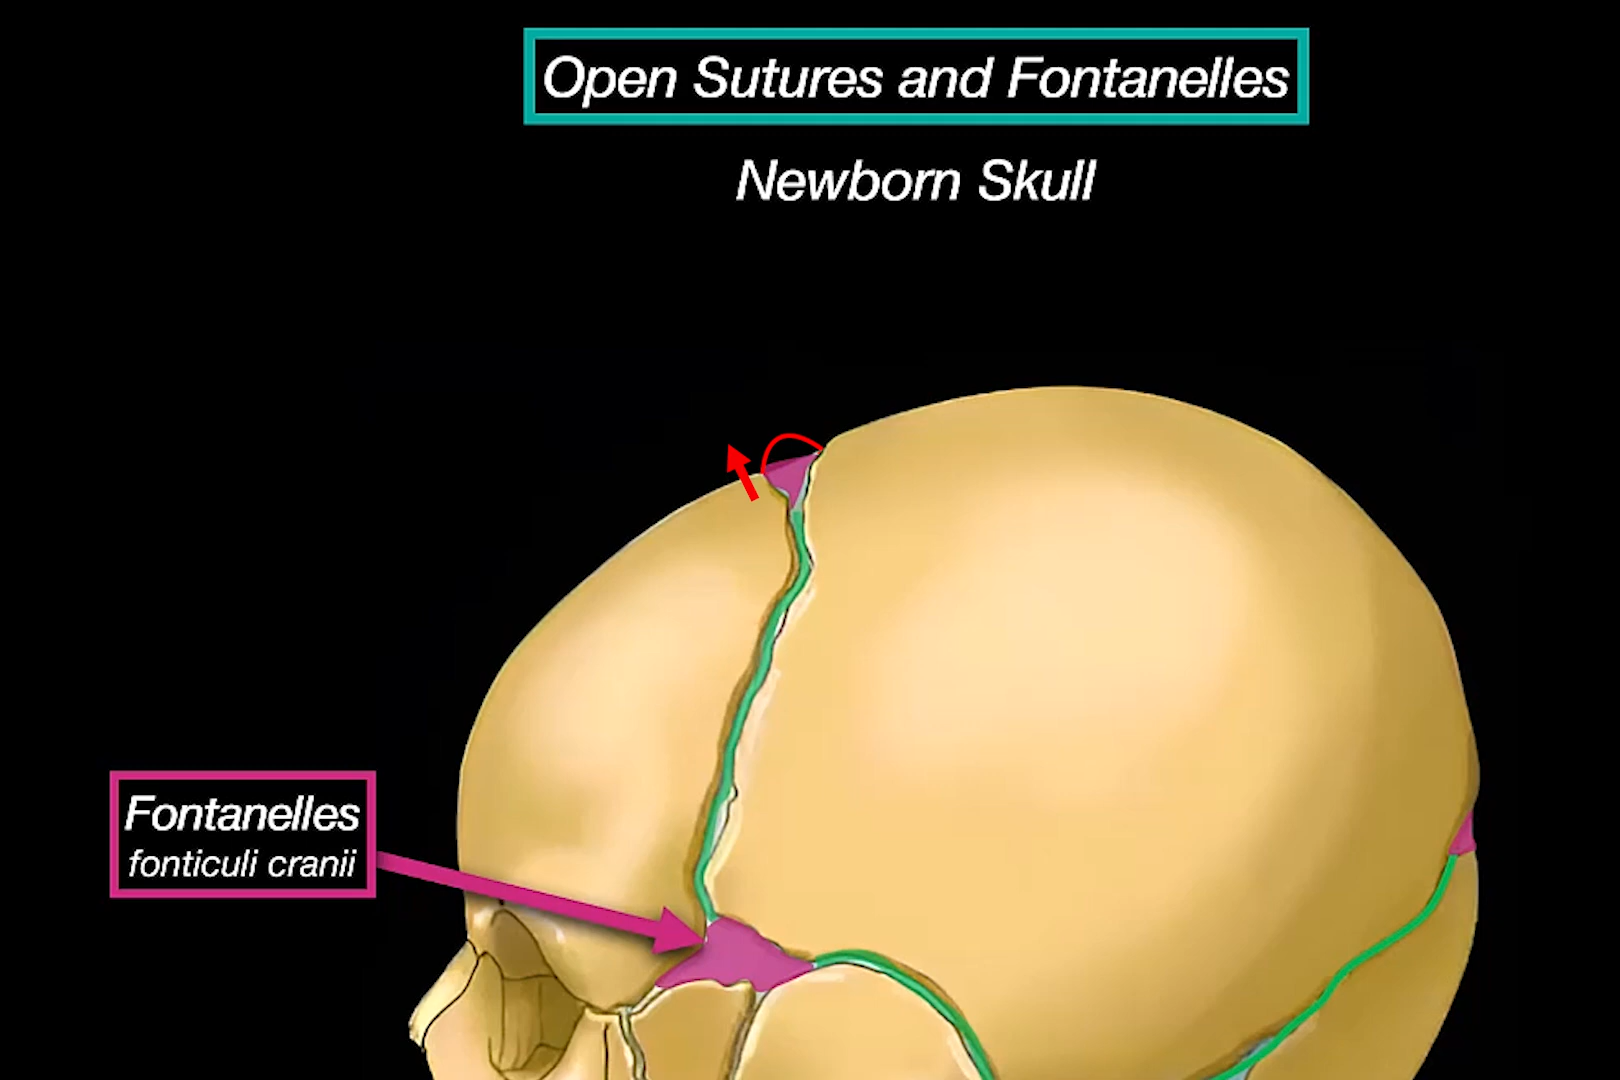 Open Sutures and Fontanelles
Newborn Skull
Fontanelles
fonticuli cranii